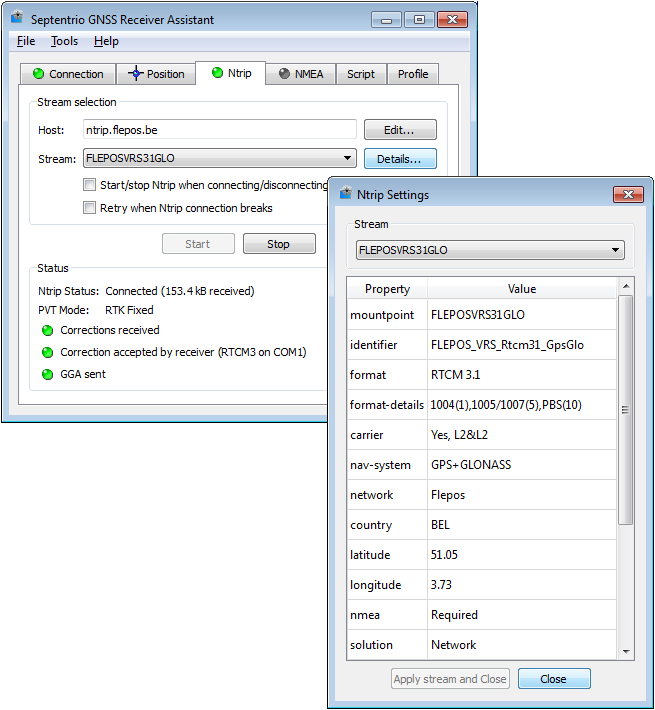 Septentrio GNSS Receiver Assistant
File Tools Help
Connection Position Ntrip NMEA Script Profile
Stream selection
Host: ntrip.flepos.be Edit...
Stream: FLEPOSVRS31GLO Details...
Start/stop Ntrip when connecting/disconnecting
Retry when Ntrip connection breaks
Start Stop
Status
Ntrip Status: Connected (153.4 kB received)
PVT Mode: RTK Fixed
Corrections received
Correction accepted by receiver (RTCM3 on COM1)
GGA sent
Ntrip Settings
Stream
FLEPOSVRS31GLO
Property Value
mountpoint FLEPOSVRS31GLO
identifier FLEPOS_VRS_Rtcm31_GpsGlo
format RTCM 3.1
format-details 1004(1),1005/1007(5),PBS(10)
carrier Yes, L2&L2
nav-system GPS+GLONASS
network Flepos
country BEL
latitude 51.05
longitude 3.73
nmea Required
solution Network
Apply stream and Close Close